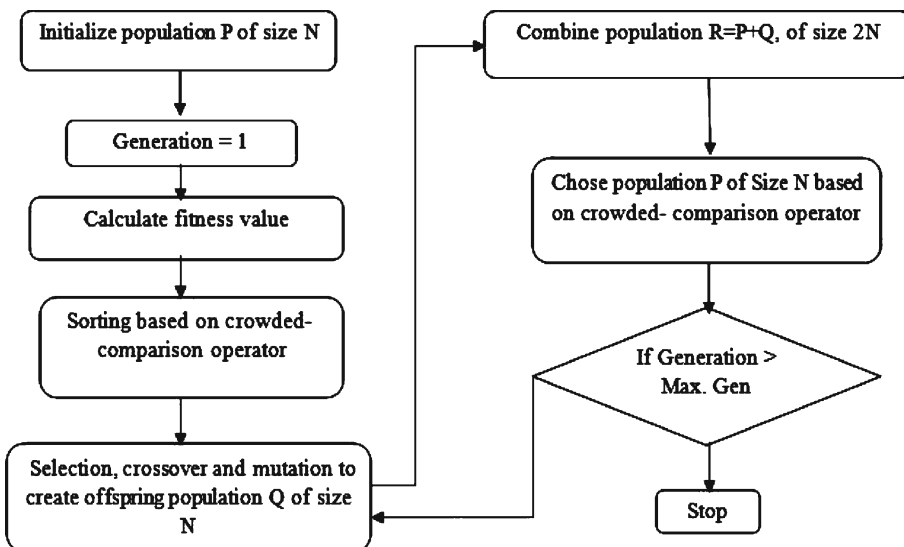 Initialize population P of size N
Generation = 1
Calculate fitness value
Sorting based on crowded-
comparison operator
Selection, crossover and mutation to
create offspring population Q of size
N
Combine population R=P+Q, of size 2N
Chose population P of Size N based
on crowded- comparison operator
If Generation >
Max. Gen
Stop